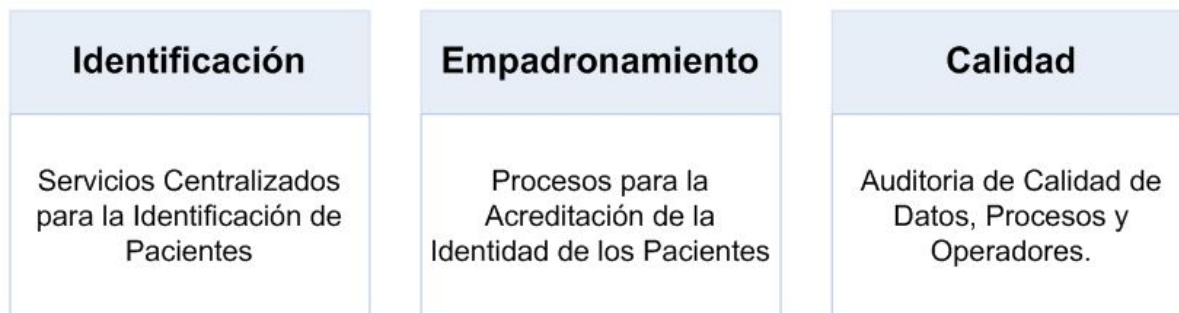 Identificación
Servicios Centralizados
para la Identificación de
Pacientes
Empadronamiento
Procesos para la
Acreditación de la
Identidad de los Pacientes
Calidad
Auditoria de Calidad de
Datos, Procesos y
Operadores.